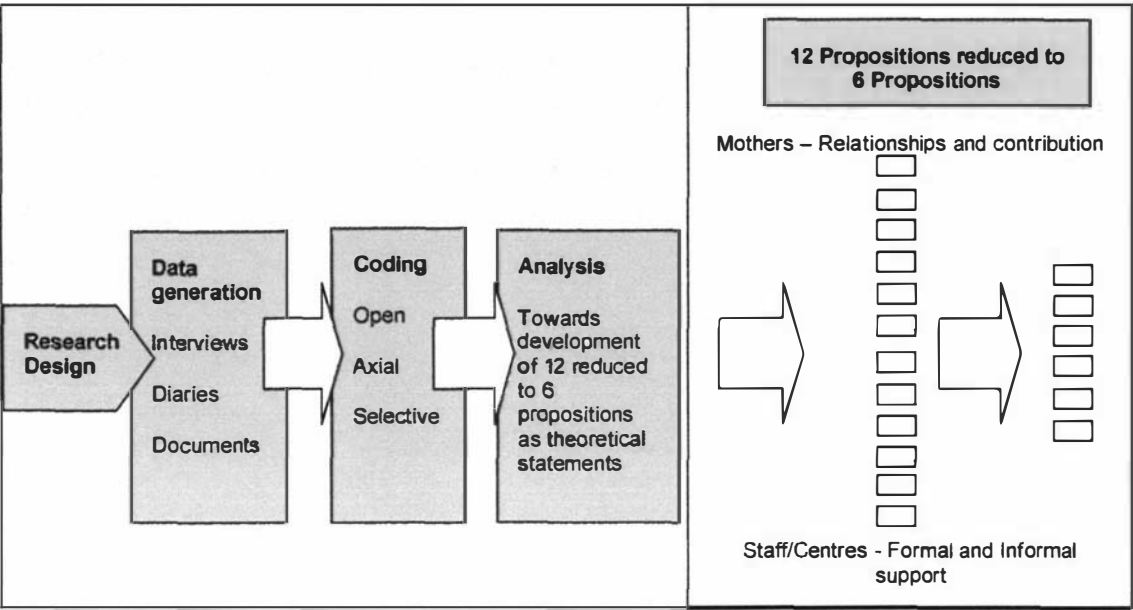 Research
Design
Data
generation
Interviews
Diaries
Documents
Coding
Open
Axial
Selective
Analysis
Towards
development
of 12 reduced
to 6
propositions
as theoretical
statements
12 Propositions reduced to
6 Propositions
Mothers – Relationships and contribution
Staff/Centres - Formal and Informal
support